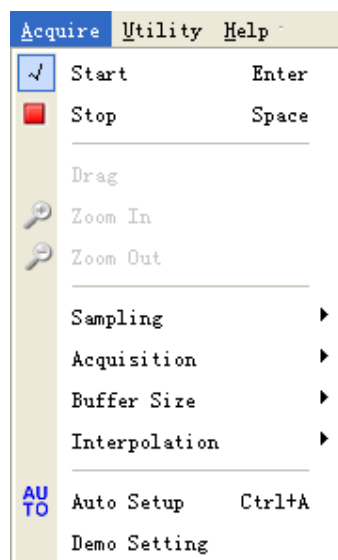 Acquire Utility Help
Start Enter
Stop Space
Drag
Zoom In
Zoom Out
Sampling
Acquisition
Buffer Size
Interpolation
AUTO Auto Setup Ctrl+A
Demo Setting